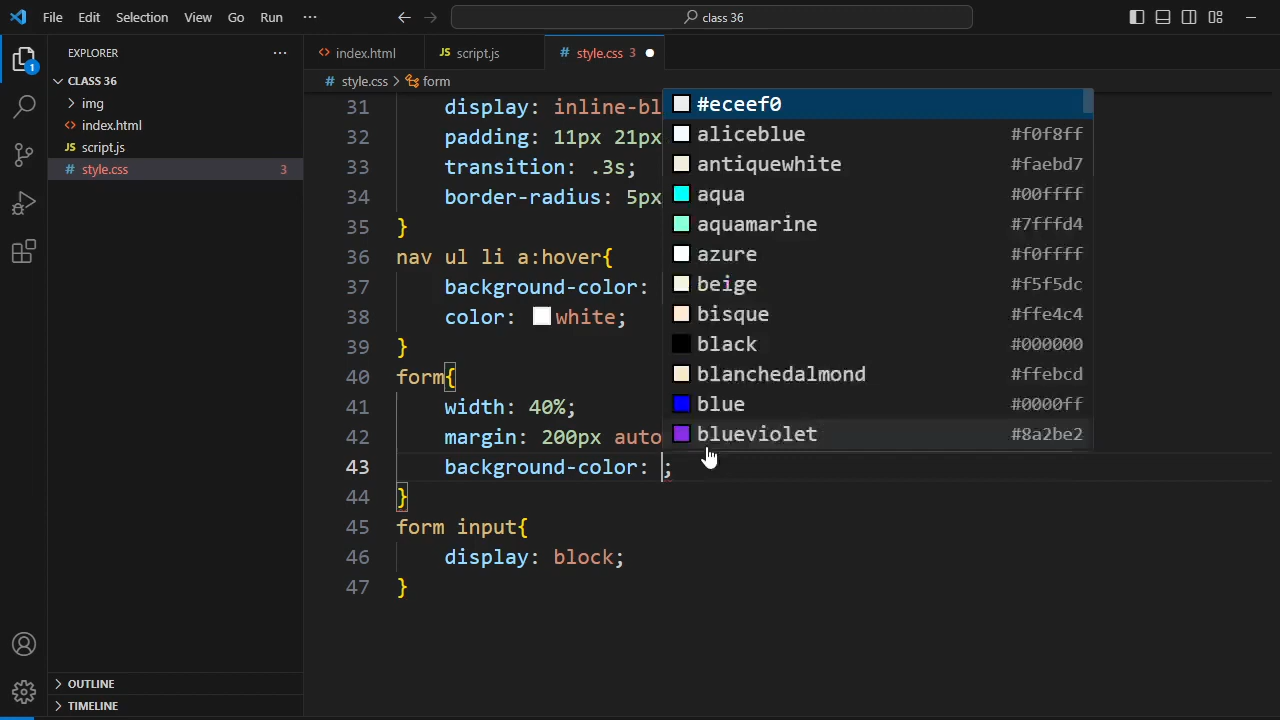 File Edit Selection View Go Run ···
class 36
EXPLORER ···
CLASS 36
img
index.html
script.js
style.css 3
1
OUTLINE
TIMELINE
index.html
JS script.js
# style.css 3
# style.css > form
31 display: inline-bl
32 padding: 11px 21px
33 transition: .3s;
34 border-radius: 5px
35 }
36 nav ul li a:hover{
37 background-color:
38 color: white;
39 }
40 form{
41 width: 40%;
42 margin: 200px auto
43 background-color: ;
44 }
45 form input{
46 display: block;
47 }
#eceef0
aliceblue #f0f8ff
antiquewhite #faebd7
aqua #00ffff
aquamarine #7fffd4
azure #f0ffff
beige #f5f5dc
bisque #ffe4c4
black #000000
blanchedalmond #ffebcd
blue #0000ff
blueviolet #8a2be2